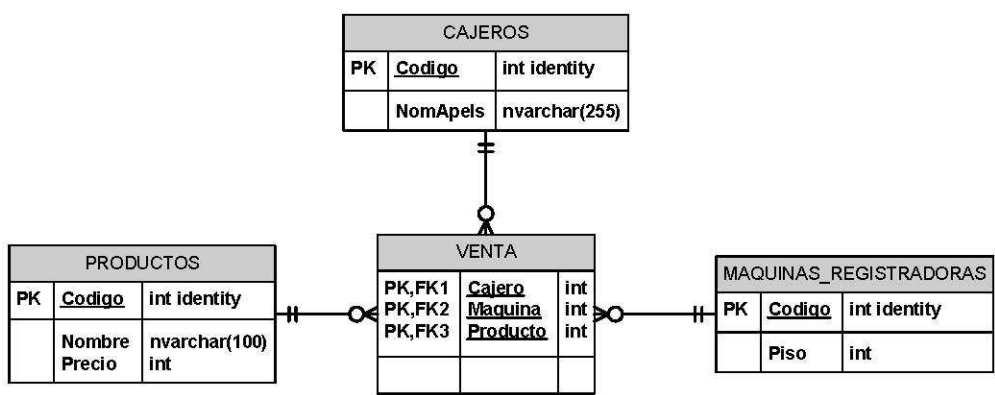 CAJEROS
PK Codigo int identity
NomApels nvarchar(255)
PRODUCTOS
PK Codigo int identity
Nombre nvarchar(100)
Precio int
VENTA
PK,FK1 Cajero int
PK,FK2 Maquina int
PK,FK3 Producto int
MAQUINAS_REGISTRADORAS
PK Codigo int identity
Piso int